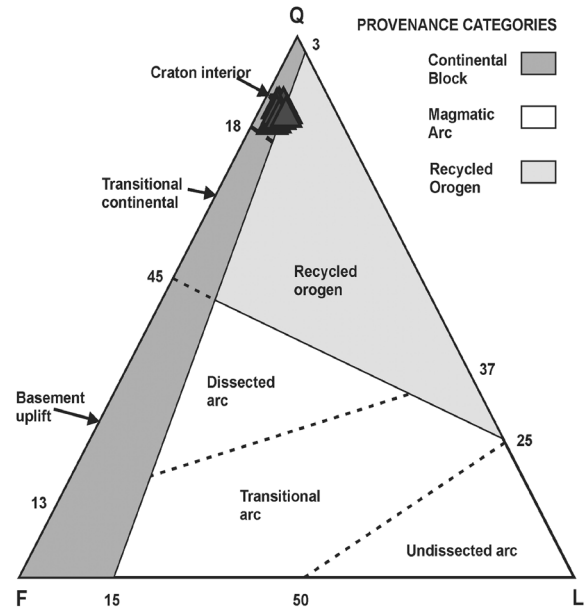 Q
PROVENANCE CATEGORIES
3
Craton interior
Continental
Block
18
Magmatic
Arc
Transitional
continental
Recycled
Orogen
Recycled
orogen
45
37
Dissected
arc
Basement
uplift
25
Transitional
arc
13
Undissected arc
F
15
50
L